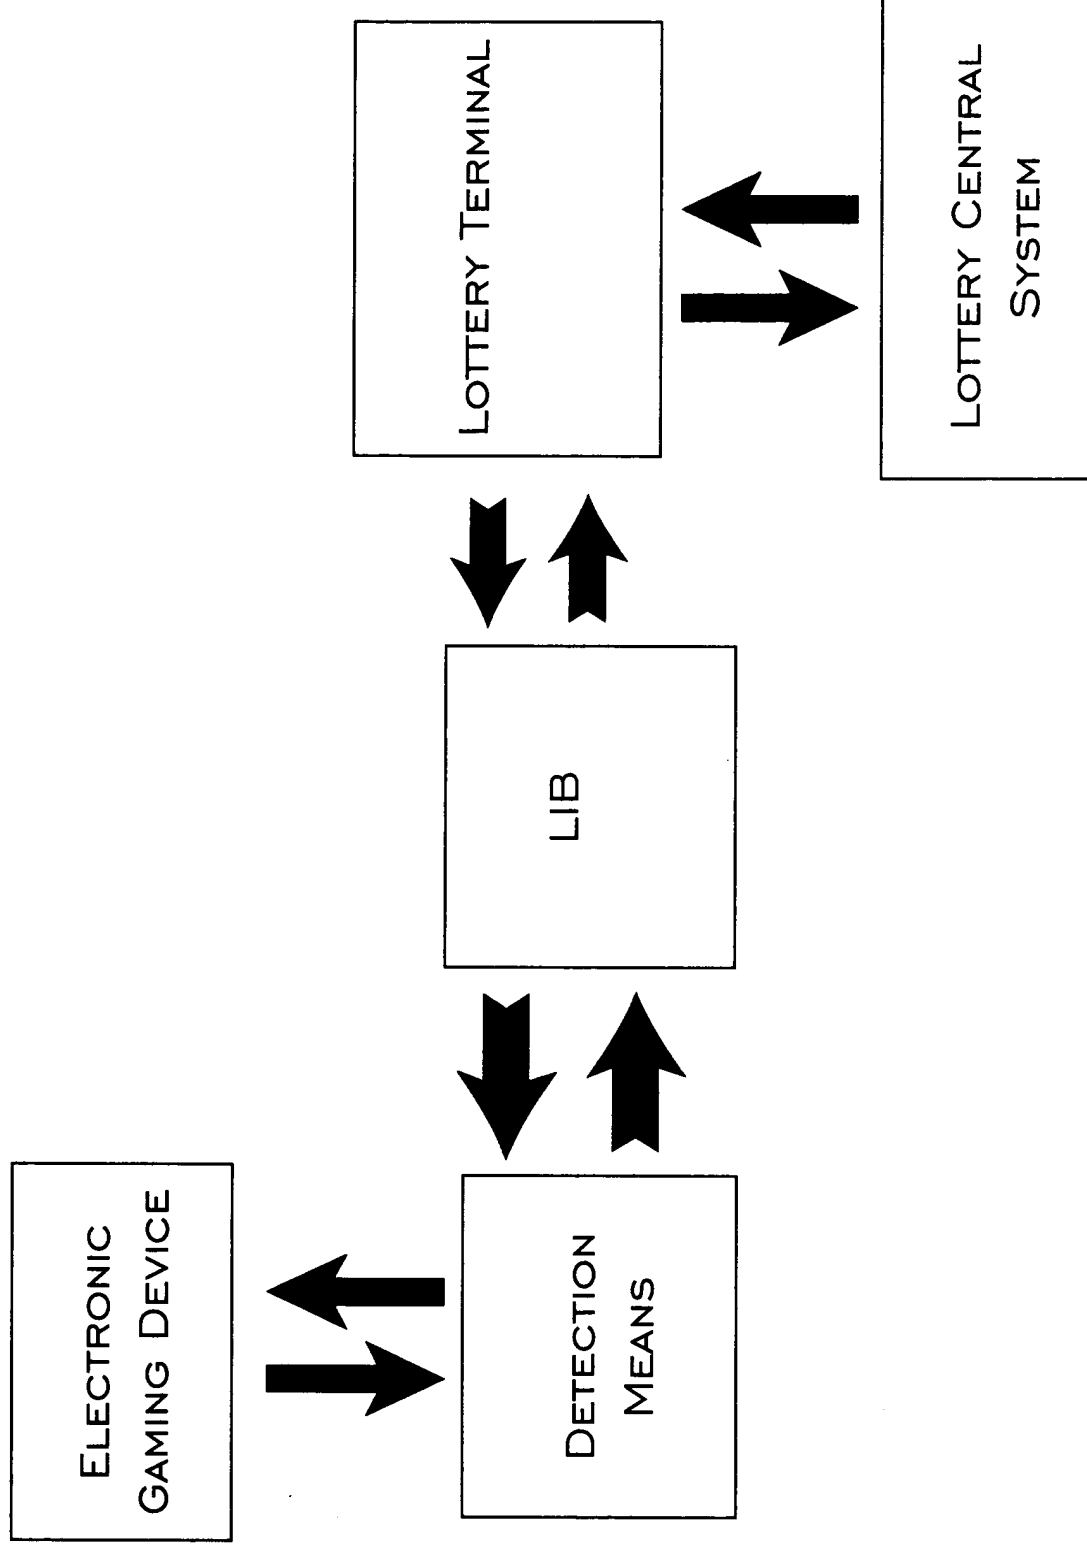 ELECTRONIC
GAMING DEVICE
DETECTION
MEANS
LIB
LOTTERY TERMINAL
LOTTERY CENTRAL
SYSTEM